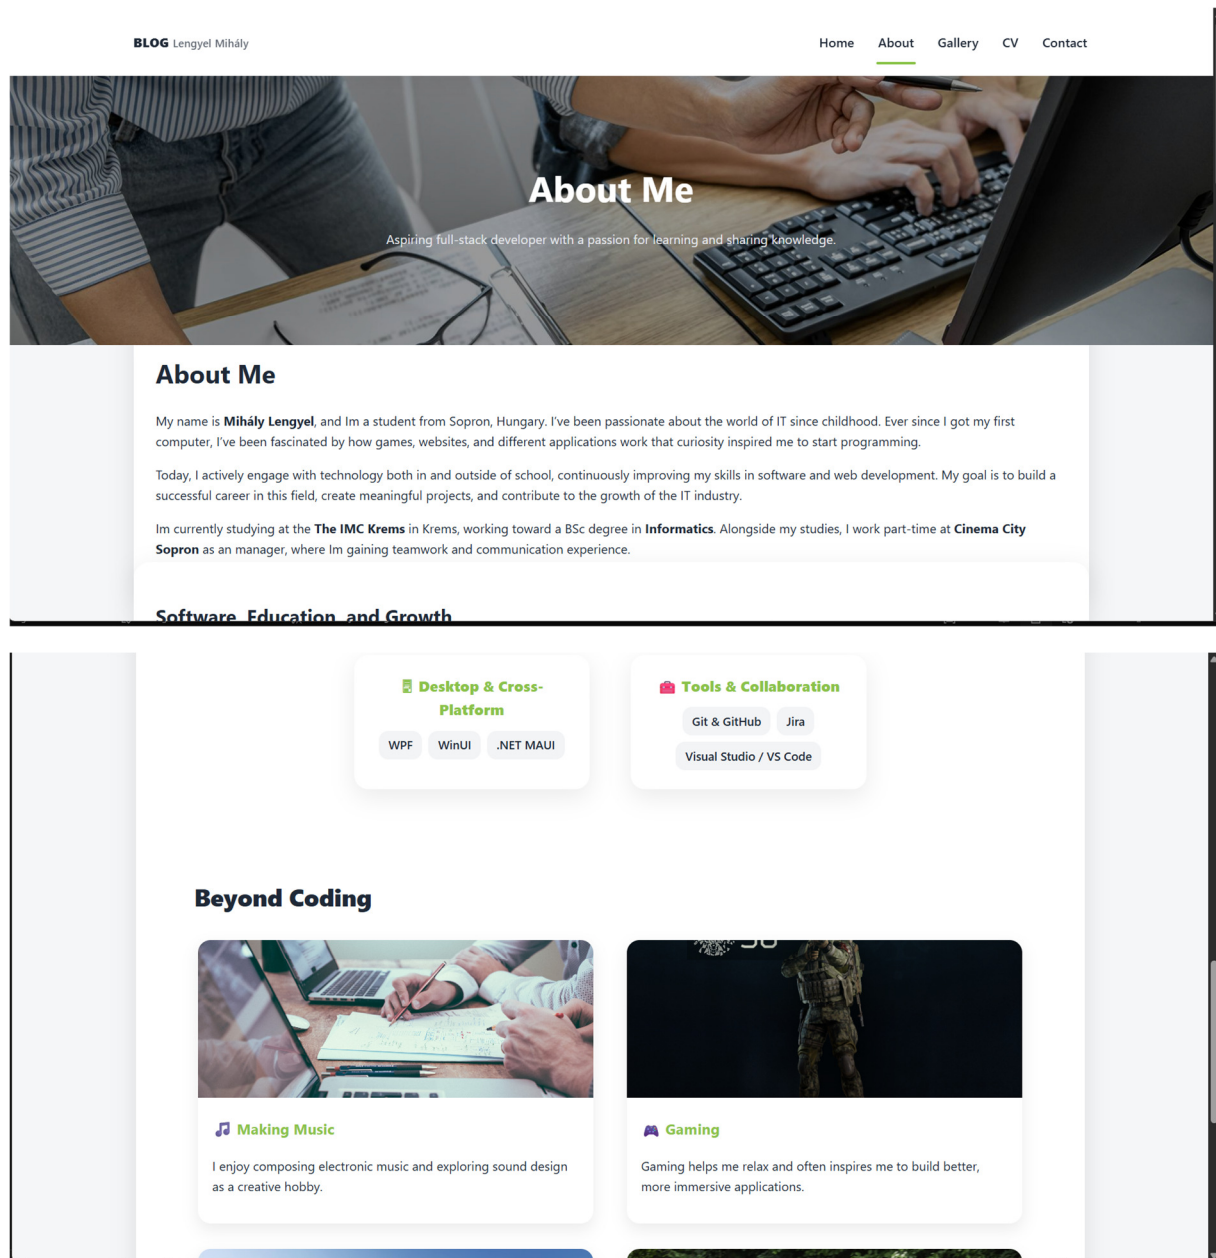 BLOG Lengyel Mihály
Home About Gallery CV Contact
About Me
Aspiring full-stack developer with a passion for learning and sharing knowledge.
About Me
My name is Mihály Lengyel, and Im a student from Sopron, Hungary. I've been passionate about the world of IT since childhood. Ever since I got my first
computer, I've been fascinated by how games, websites, and different applications work that curiosity inspired me to start programming.
Today, I actively engage with technology both in and outside of school, continuously improving my skills in software and web development. My goal is to build a
successful career in this field, create meaningful projects, and contribute to the growth of the IT industry.
Im currently studying at the The IMC Krems in Krems, working toward a BSc degree in Informatics. Alongside my studies, I work part-time at Cinema City
Sopron as an manager, where Im gaining teamwork and communication experience.
Software, Education, and Growth
Desktop & Cross-
Platform
WPF WinUI .NET MAUI
Tools & Collaboration
Git & GitHub Jira
Visual Studio / VS Code
Beyond Coding
Making Music
I enjoy composing electronic music and exploring sound design
as a creative hobby.
Gaming
Gaming helps me relax and often inspires me to build better,
more immersive applications.